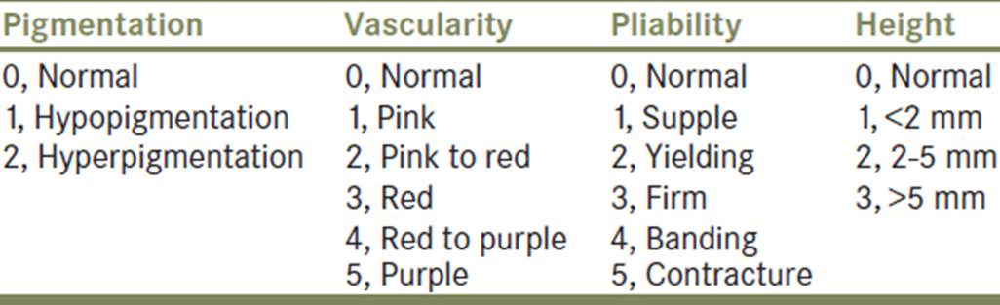 Pigmentation Vascularity Pliability Height
0, Normal 0, Normal 0, Normal 0, Normal
1, Hypopigmentation 1, Pink 1, Supple 1, <2 mm
2, Hyperpigmentation 2, Pink to red 2, Yielding 2, 2-5 mm
3, Red 3, Firm 3, >5 mm
4, Red to purple 4, Banding
5, Purple 5, Contracture